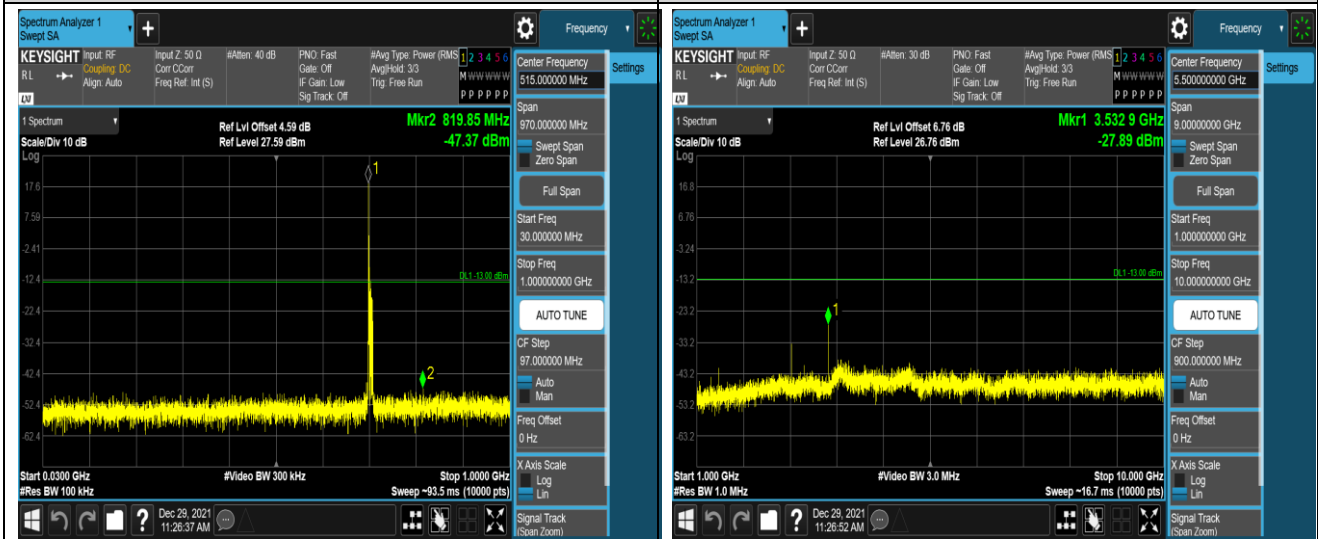 Spectrum Analyzer 1
Swept SA
Frequency
KEYSIGHT
RL
LXI
Input: RF
Coupling: DC
Align: Auto
Input Z: 50 Ω
Corr CCorr
Freq Ref: Int (S)
#Atten: 40 dB
PNO: Fast
Gate: Off
IF Gain: Low
Sig Track: Off
#Avg Type: Power (RMS
Avg|Hold: 3/3
Trig: Free Run
1 2 3 4 5 6
M W W W W W
P P P P P P
Center Frequency
515.000000 MHz
Settings
Span
970.000000 MHz
Swept Span
Zero Span
Full Span
Start Freq
30.000000 MHz
Stop Freq
1.000000000 GHz
AUTO TUNE
CF Step
97.000000 MHz
Auto
Man
Freq Offset
0 Hz
X Axis Scale
Log
Lin
Signal Track
(Span Zoom)
1 Spectrum
Scale/Div 10 dB
Log
Ref Lvl Offset 4.59 dB
Ref Level 27.59 dBm
Mkr2 819.85 MHz
-47.37 dBm
1
17.6
7.59
-2.41
DL1 -13.00 dBm
-12.4
-22.4
-32.4
-42.4
2
-52.4
-62.4
Start 0.0300 GHz
#Res BW 100 kHz
#Video BW 300 kHz
Stop 1.0000 GHz
Sweep ~93.5 ms (10000 pts)
?
Dec 29, 2021
11:26:37 AM
Spectrum Analyzer 1
Swept SA
Frequency
KEYSIGHT
RL
LXI
Input: RF
Coupling: DC
Align: Auto
Input Z: 50 Ω
Corr CCorr
Freq Ref: Int (S)
#Atten: 30 dB
PNO: Fast
Gate: Off
IF Gain: Low
Sig Track: Off
#Avg Type: Power (RMS
Avg|Hold: 3/3
Trig: Free Run
1 2 3 4 5 6
M W W W W W
P P P P P P
Center Frequency
5.500000000 GHz
Settings
Span
9.00000000 GHz
Swept Span
Zero Span
Full Span
Start Freq
1.000000000 GHz
Stop Freq
10.000000000 GHz
AUTO TUNE
CF Step
900.000000 MHz
Auto
Man
Freq Offset
0 Hz
X Axis Scale
Log
Lin
Signal Track
(Span Zoom)
1 Spectrum
Scale/Div 10 dB
Log
Ref Lvl Offset 6.76 dB
Ref Level 26.76 dBm
Mkr1 3.532 9 GHz
-27.89 dBm
16.8
6.76
-3.24
DL1 -13.00 dBm
-13.2
-23.2
1
-33.2
-43.2
-53.2
-63.2
Start 1.000 GHz
#Res BW 1.0 MHz
#Video BW 3.0 MHz
Stop 10.000 GHz
Sweep ~16.7 ms (10000 pts)
?
Dec 29, 2021
11:26:52 AM